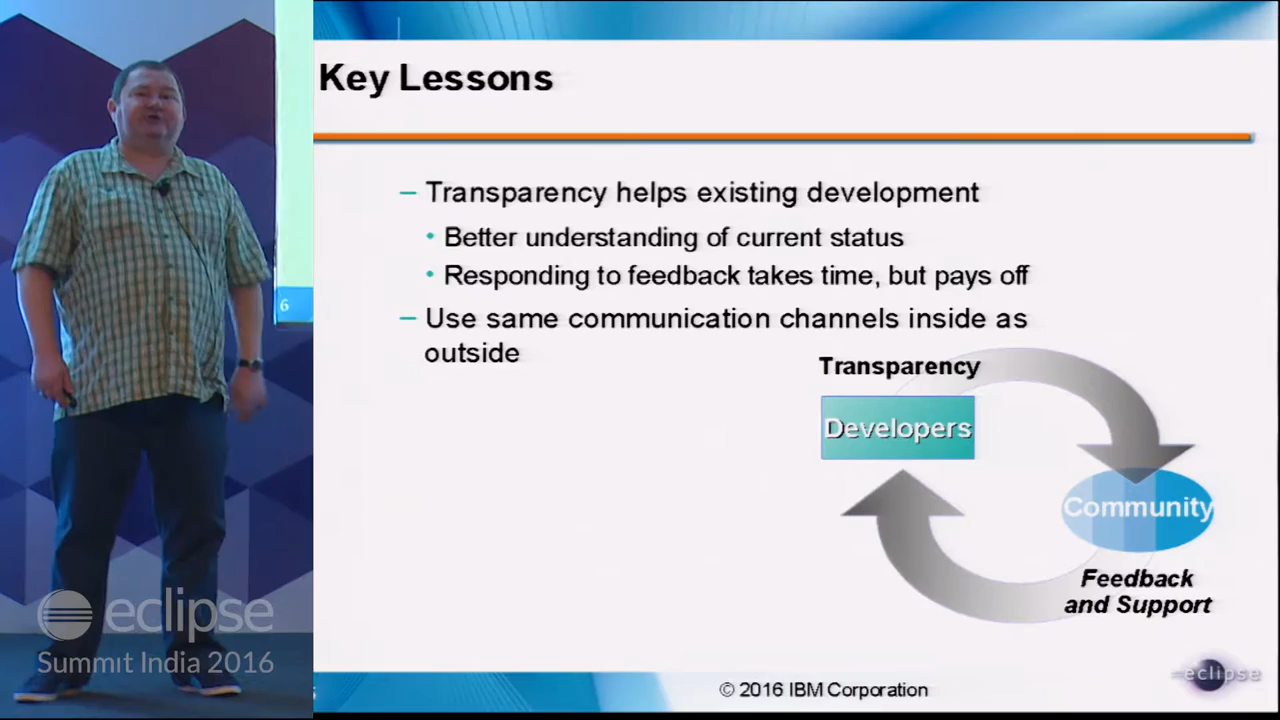 Key Lessons
– Transparency helps existing development
• Better understanding of current status
• Responding to feedback takes time, but pays off
– Use same communication channels inside as
outside
Transparency
Developers
Community
Feedback
and Support
6
eclipse
Summit India 2016
© 2016 IBM Corporation
eclipse